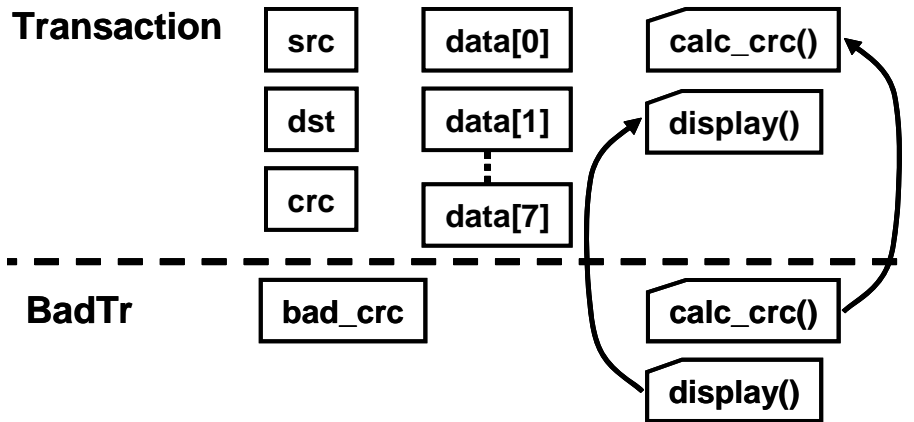 Transaction
src
data[0]
calc_crc()
dst
data[1]
display()
crc
data[7]
BadTr
bad_crc
calc_crc()
display()